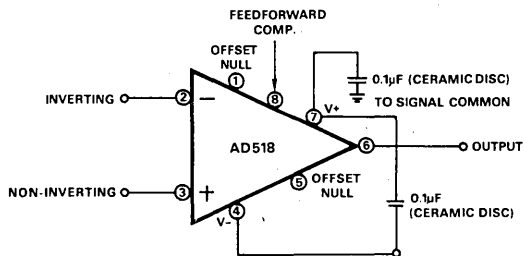 FEEDFORWARD
COMP.
OFFSET
NULL
1
8
0.1µF (CERAMIC DISC)
TO SIGNAL COMMON
7
V+
INVERTING
2
−
AD518
6
OUTPUT
NON-INVERTING
3
+
5
OFFSET
NULL
4
V-
0.1µF
(CERAMIC DISC)